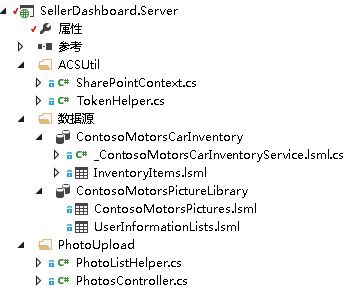 SellerDashboard.Server
属性
参考
ACSUtil
C# SharePointContext.cs
C# TokenHelper.cs
数据源
ContosoMotorsCarInventory
C# _ContosoMotorsCarInventoryService.lsml.cs
InventoryItems.lsml
ContosoMotorsPictureLibrary
ContosoMotorsPictures.lsml
UserInformationLists.lsml
PhotoUpload
C# PhotoListHelper.cs
C# PhotosController.cs